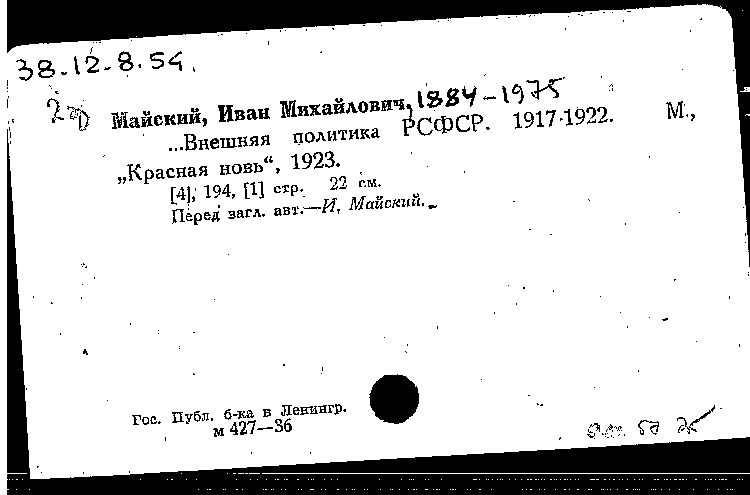 38.12.8.54.
Майский, Иван Михайлович, 1884-1975
...Внешняя политика РСФСР. 1917-1922. М.,
„Красная новь“, 1923.
[4], 194, [1] стр. 22 см.
Перед загл. авт.—И. Майский.
Гос. Публ. б-ка в Ленингр.
м 427—36